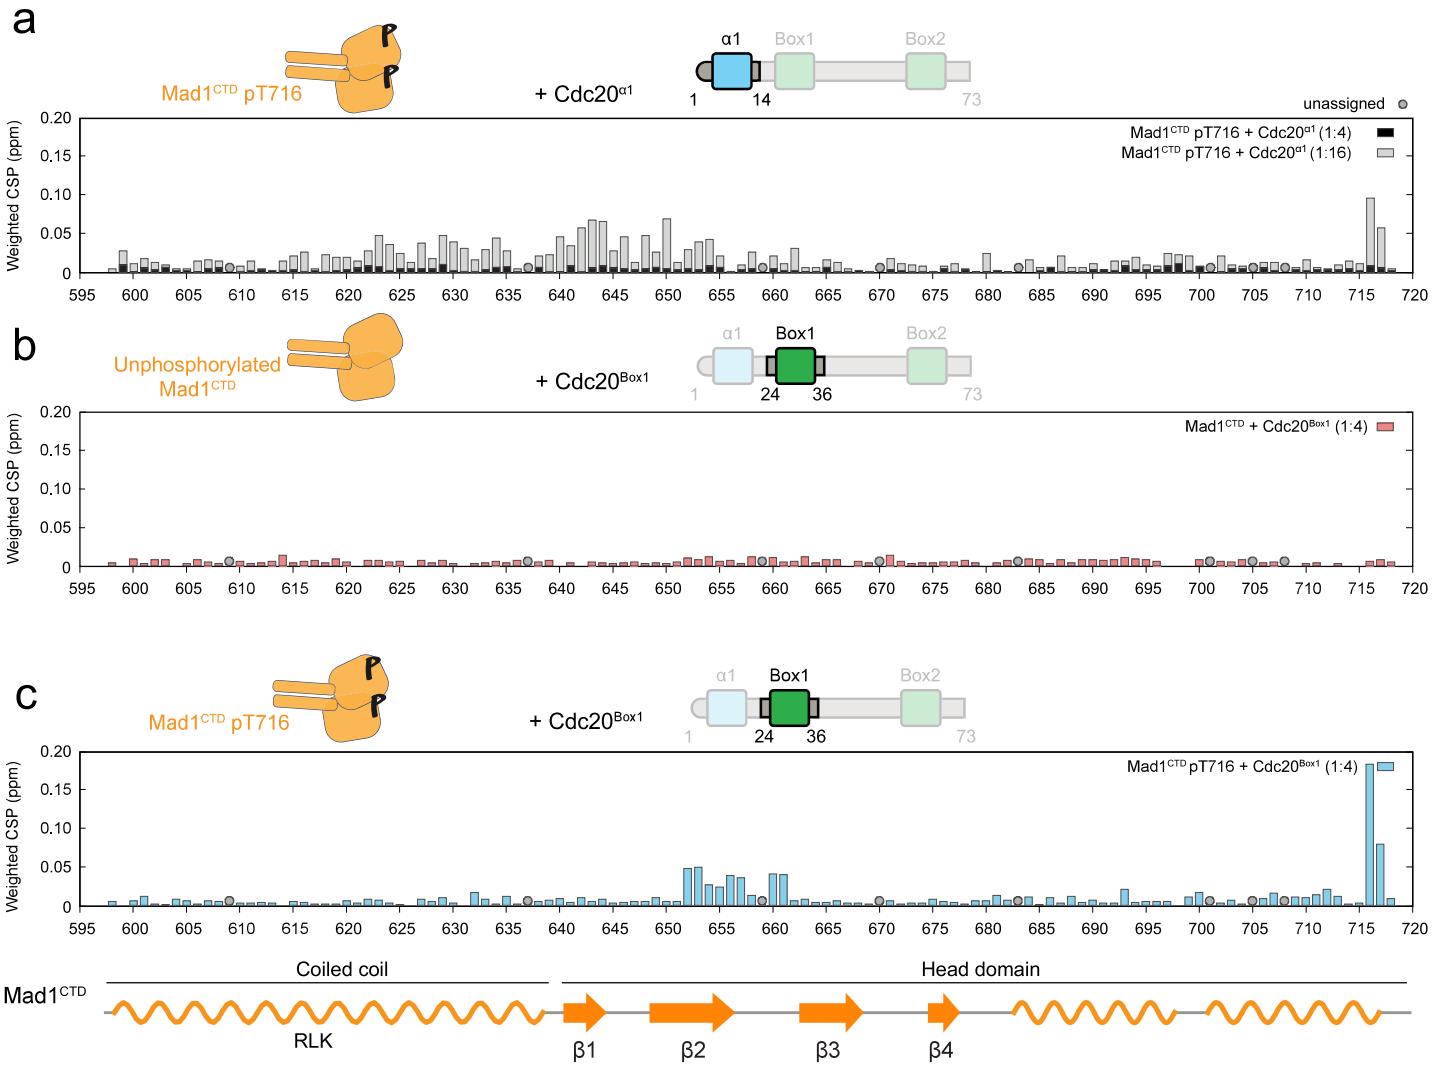 a
P
P
Mad1CTD pT716
+ Cdc20α1
α1 Box1 Box2
1 14 73
unassigned
Weighted CSP (ppm)
0.20
0.15
0.10
0.05
0
Mad1CTD pT716 + Cdc20α1 (1:4)
Mad1CTD pT716 + Cdc20α1 (1:16)
595 600 605 610 615 620 625 630 635 640 645 650 655 660 665 670 675 680 685 690 695 700 705 710 715 720
b
Unphosphorylated
Mad1CTD
+ Cdc20Box1
α1 Box1 Box2
1 24 36 73
Weighted CSP (ppm)
0.20
0.15
0.10
0.05
0
Mad1CTD + Cdc20Box1 (1:4)
595 600 605 610 615 620 625 630 635 640 645 650 655 660 665 670 675 680 685 690 695 700 705 710 715 720
c
P
P
Mad1CTD pT716
+ Cdc20Box1
α1 Box1 Box2
1 24 36 73
Weighted CSP (ppm)
0.20
0.15
0.10
0.05
0
Mad1CTD pT716 + Cdc20Box1 (1:4)
595 600 605 610 615 620 625 630 635 640 645 650 655 660 665 670 675 680 685 690 695 700 705 710 715 720
Coiled coil Head domain
Mad1CTD
RLK β1 β2 β3 β4